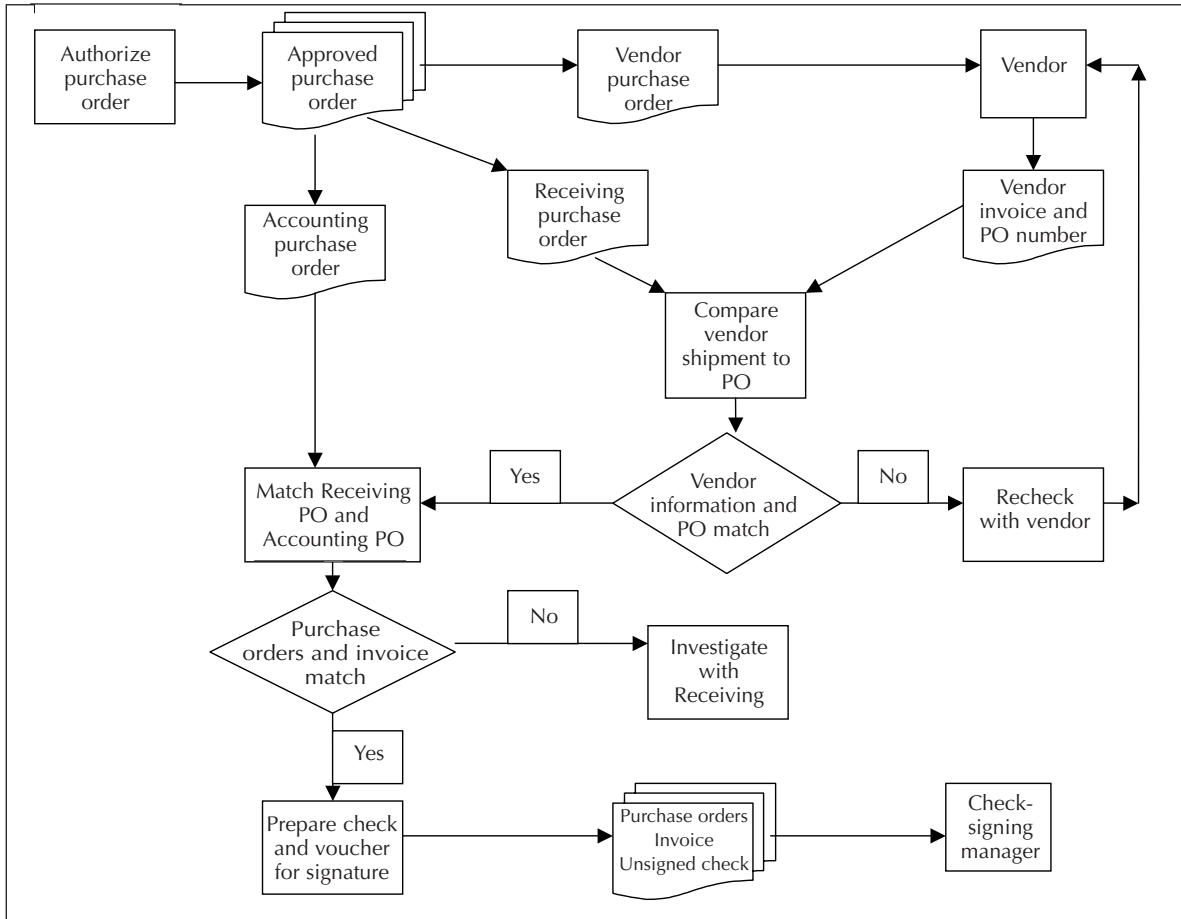 Authorize
purchase
order
Approved
purchase
order
Vendor
purchase
order
Vendor
Accounting
purchase
order
Receiving
purchase
order
Vendor
invoice and
PO number
Compare
vendor
shipment to
PO
Match Receiving
PO and
Accounting PO
Yes
Vendor
information and
PO match
No
Recheck
with vendor
Purchase
orders and invoice
match
No
Investigate
with
Receiving
Yes
Prepare check
and voucher
for signature
Purchase orders
Invoice
Unsigned check
Check-
signing
manager